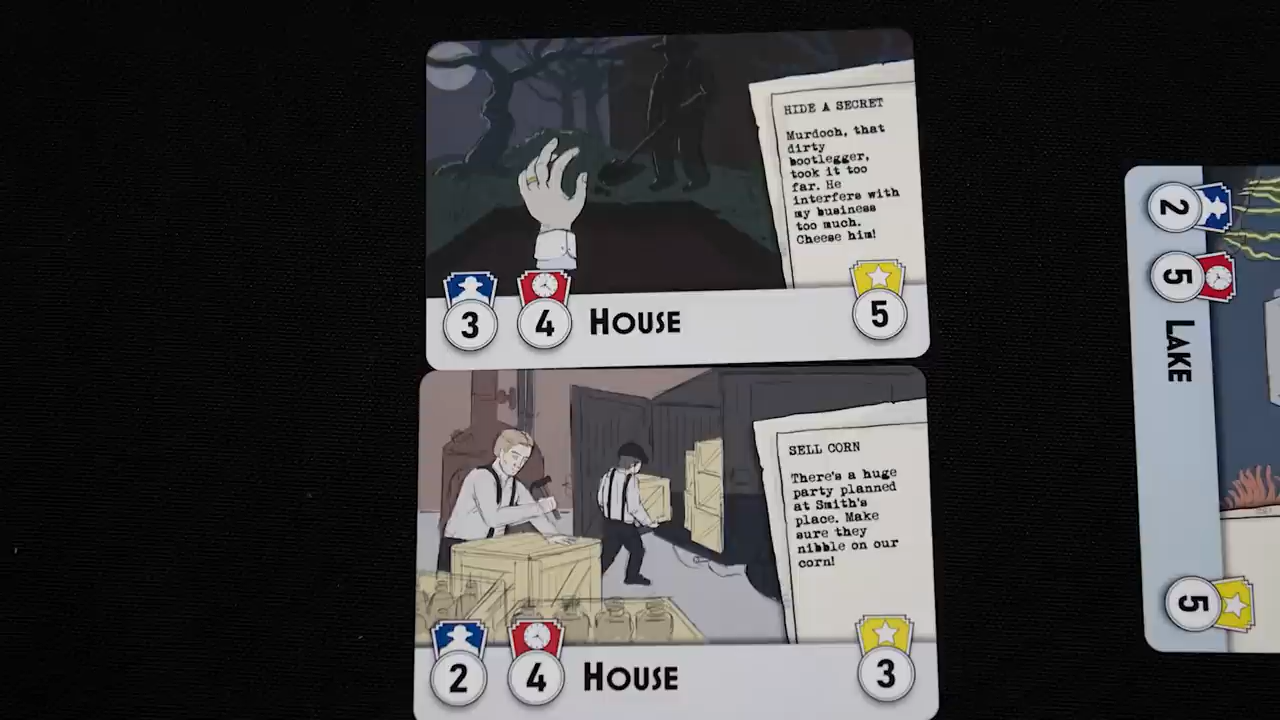 HIDE A SECRET
Murdoch, that
dirty
bootlegger,
took it too
far. He
interfers with
my business
too much.
Cheese him!
3 4 HOUSE 5
SELL CORN
There's a huge
party planned
at Smith's
place. Make
sure they
nibble on our
corn!
2 4 HOUSE 3
2 5 LAKE 5